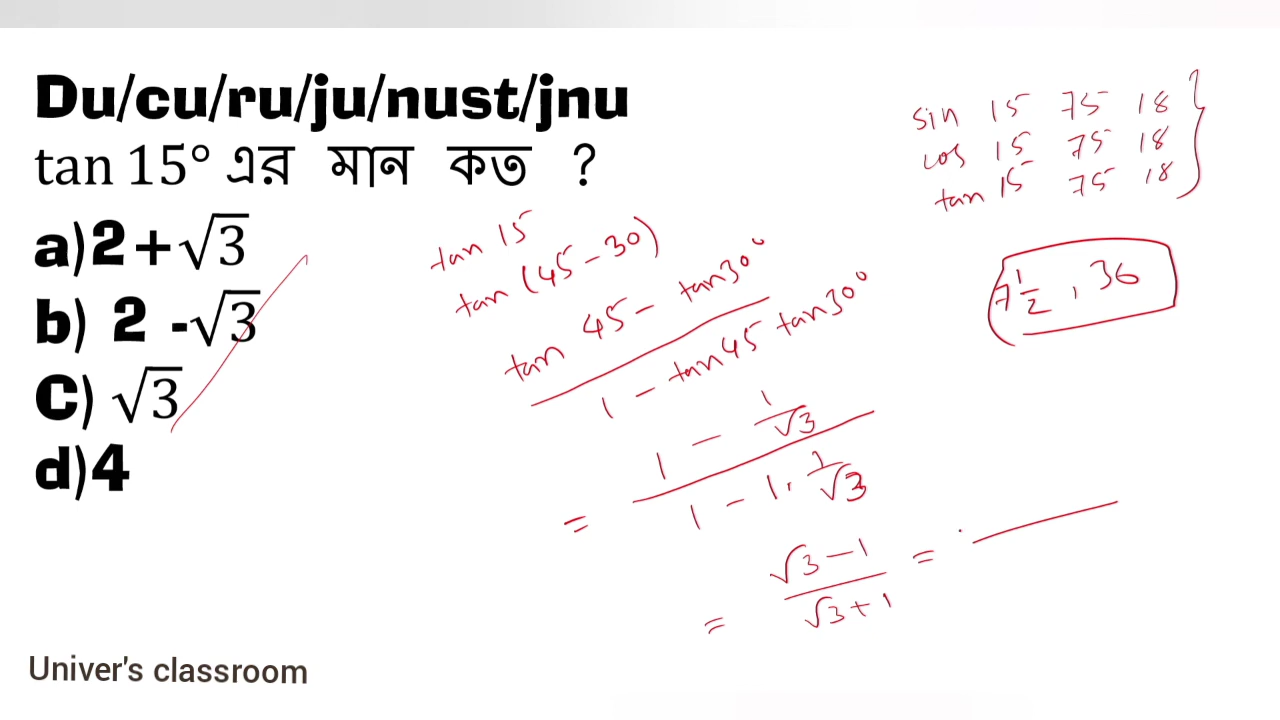 Du/cu/ru/ju/nust/jnu
tan 15° এর মান কত ?
a)2+√3
b) 2 -√3
C) √3
d)4
sin 15 75 18
cos 15 75 18
tan 15 75 18
7 1/2 , 36
tan 15
tan (45-30)
tan 45 - tan30°
1 - tan45 tan30°
= 1 - 1/√3
1 - 1. 1/√3
= √3-1 / √3+1 =
Univer's classroom